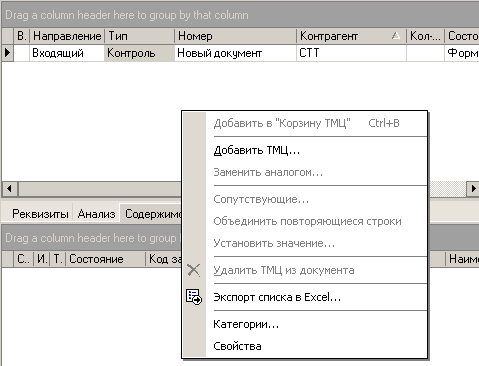 Drag a column header here to group by that column
В. Направление Тип Номер Контрагент Кол-... Состо
Входящий Контроль Новый документ СТТ Форм
Добавить в "Корзину ТМЦ" Ctrl+B
Добавить ТМЦ...
Заменить аналогом...
Сопутствующие...
Объединить повторяющиеся строки
Установить значение...
Удалить ТМЦ из документа
Экспорт списка в Excel...
Категории...
Свойства
Реквизиты Анализ Содержимо
Drag a column header here to group
С.. И. Т. Состояние Код за Наиме